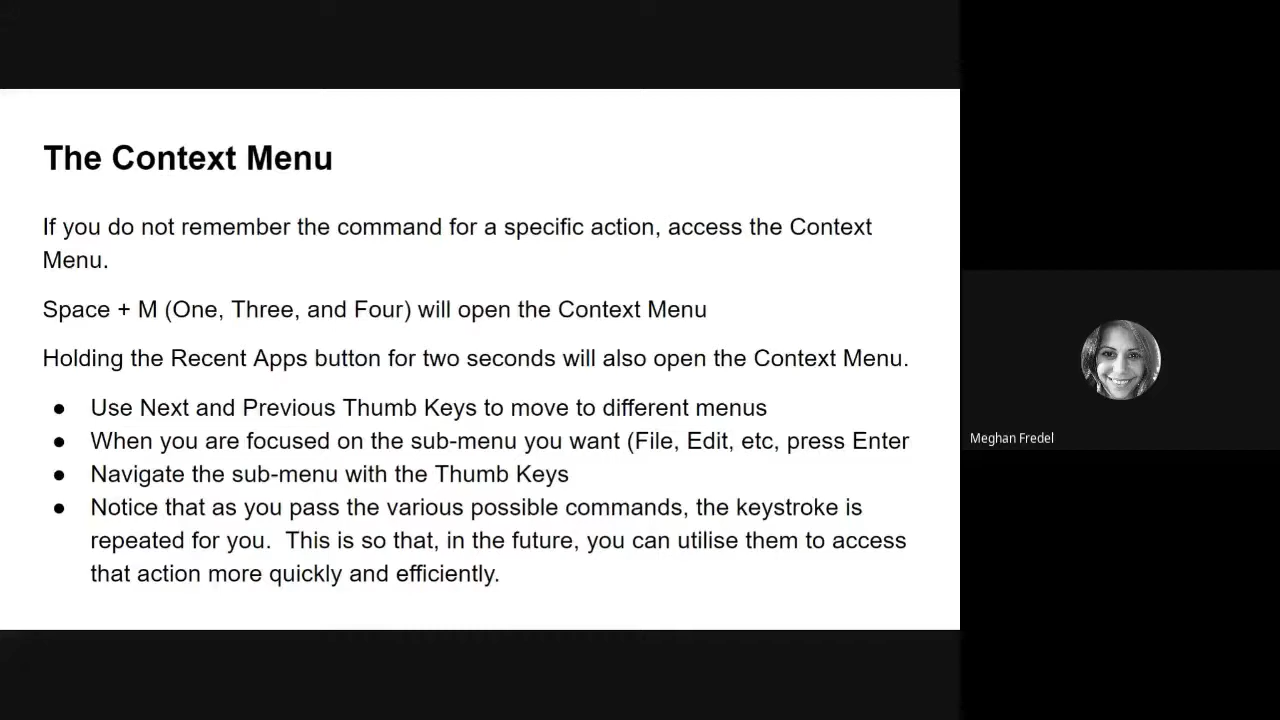 The Context Menu
If you do not remember the command for a specific action, access the Context
Menu.
Space + M (One, Three, and Four) will open the Context Menu
Holding the Recent Apps button for two seconds will also open the Context Menu.
● Use Next and Previous Thumb Keys to move to different menus
● When you are focused on the sub-menu you want (File, Edit, etc, press Enter
● Navigate the sub-menu with the Thumb Keys
● Notice that as you pass the various possible commands, the keystroke is
repeated for you.  This is so that, in the future, you can utilise them to access
that action more quickly and efficiently.
Meghan Fredel